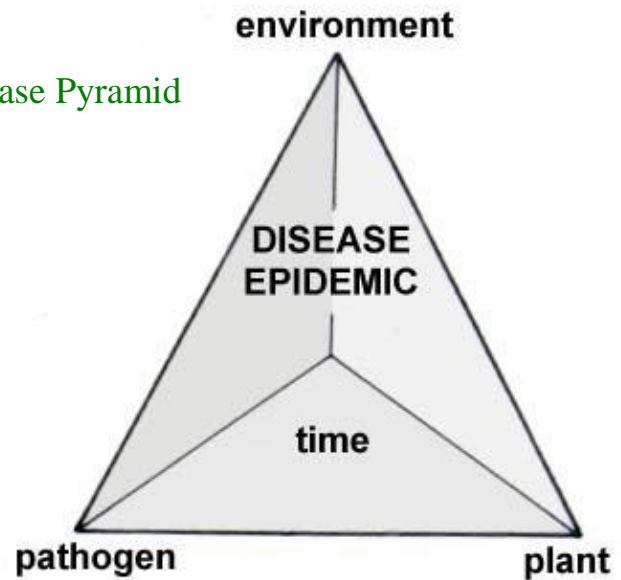 environment
ase Pyramid
DISEASE
EPIDEMIC
time
pathogen
plant